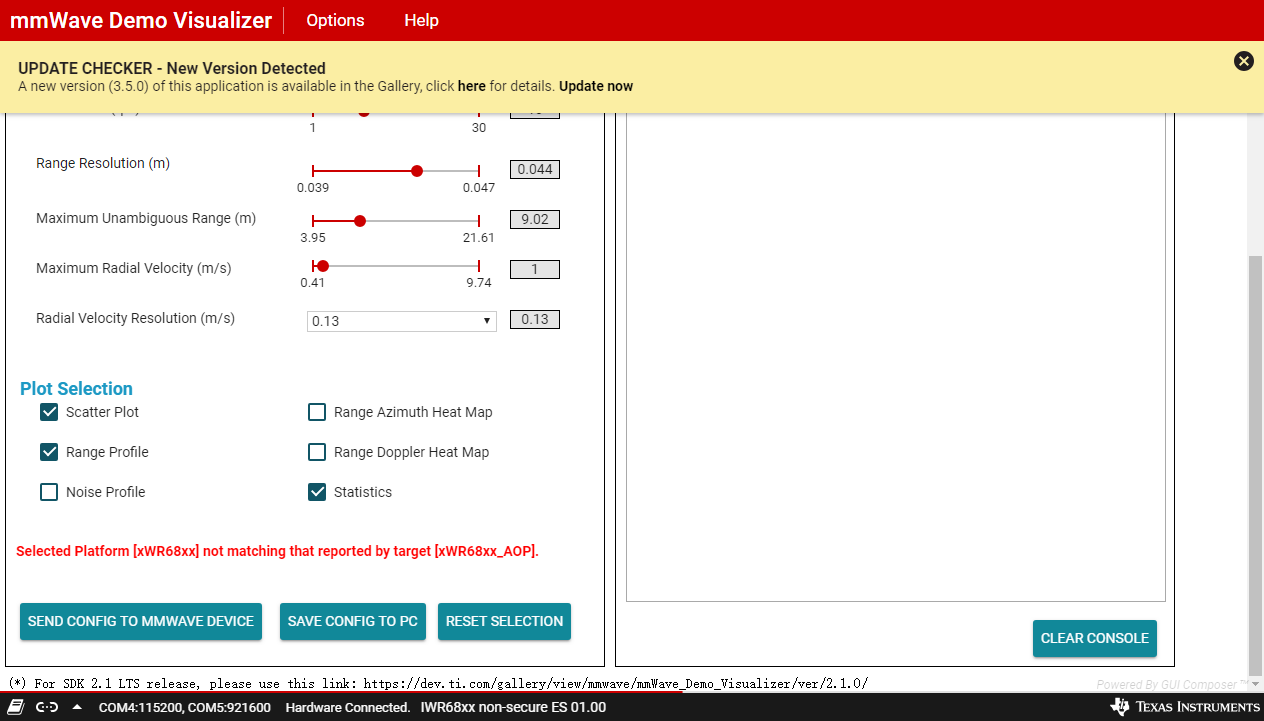 mmWave Demo Visualizer
Options
Help
UPDATE CHECKER - New Version Detected
A new version (3.5.0) of this application is available in the Gallery, click here for details. Update now
1
30
Range Resolution (m)
0.039
0.047
0.044
Maximum Unambiguous Range (m)
3.95
21.61
9.02
Maximum Radial Velocity (m/s)
0.41
9.74
1
Radial Velocity Resolution (m/s)
0.13
0.13
Plot Selection
Scatter Plot
Range Azimuth Heat Map
Range Profile
Range Doppler Heat Map
Noise Profile
Statistics
Selected Platform [xWR68xx] not matching that reported by target [xWR68xx_AOP].
SEND CONFIG TO MMWAVE DEVICE
SAVE CONFIG TO PC
RESET SELECTION
CLEAR CONSOLE
(*) For SDK 2.1 LTS release, please use this link: https://dev.ti.com/gallery/view/mmwave/mmWave_Demo_Visualizer/ver/2.1.0/
Powered By GUI Composer™
COM4:115200, COM5:921600
Hardware Connected.
IWR68xx non-secure ES 01.00
TEXAS INSTRUMENTS